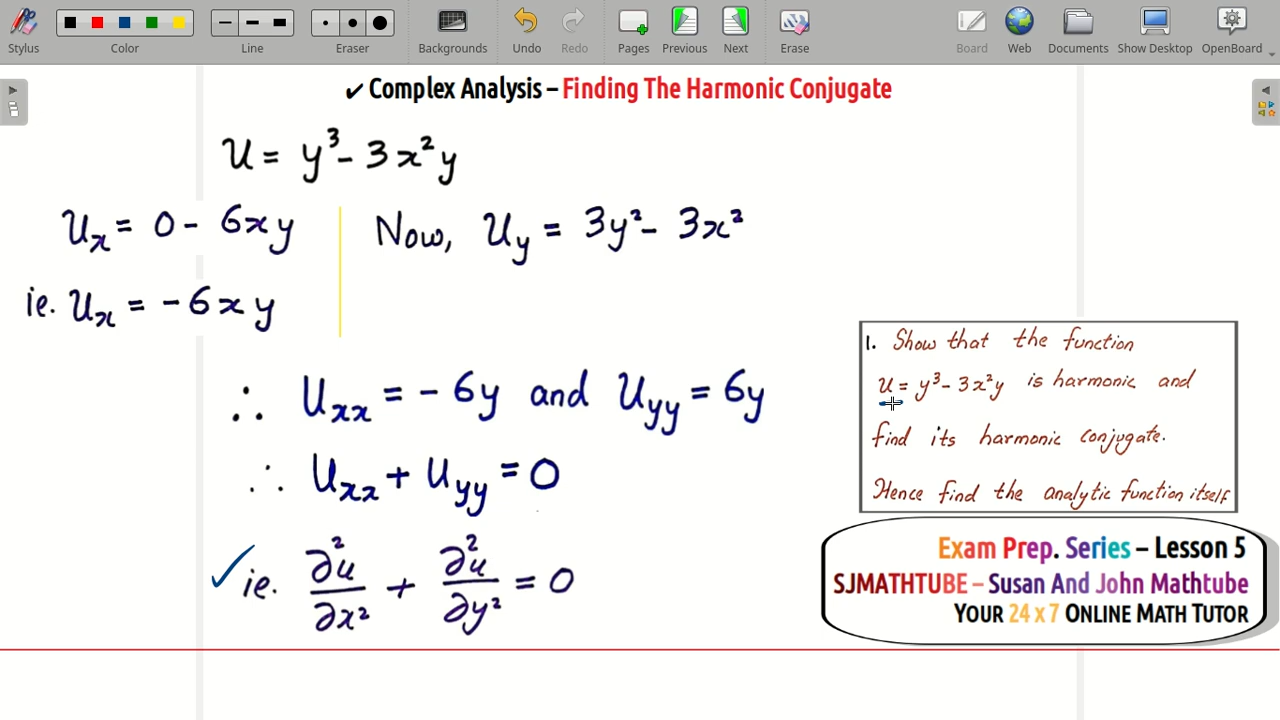 Stylus
Color
Line
Eraser
Backgrounds
Undo
Redo
Pages
Previous
Next
Erase
Board
Web
Documents
Show Desktop
OpenBoard
✔ Complex Analysis – Finding The Harmonic Conjugate
u = y³ - 3x²y
uₓ = 0 - 6xy
ie. uₓ = -6xy
Now, u_y = 3y² - 3x²
∴ u_xx = -6y and u_yy = 6y
∴ u_xx + u_yy = 0
✓ ie. ∂²u/∂x² + ∂²u/∂y² = 0
1. Show that the function
u = y³ - 3x²y is harmonic and
find its harmonic conjugate.
Hence find the analytic function itself
Exam Prep. Series – Lesson 5
SJMATHTUBE – Susan And John Mathtube
YOUR 24 x 7 ONLINE MATH TUTOR